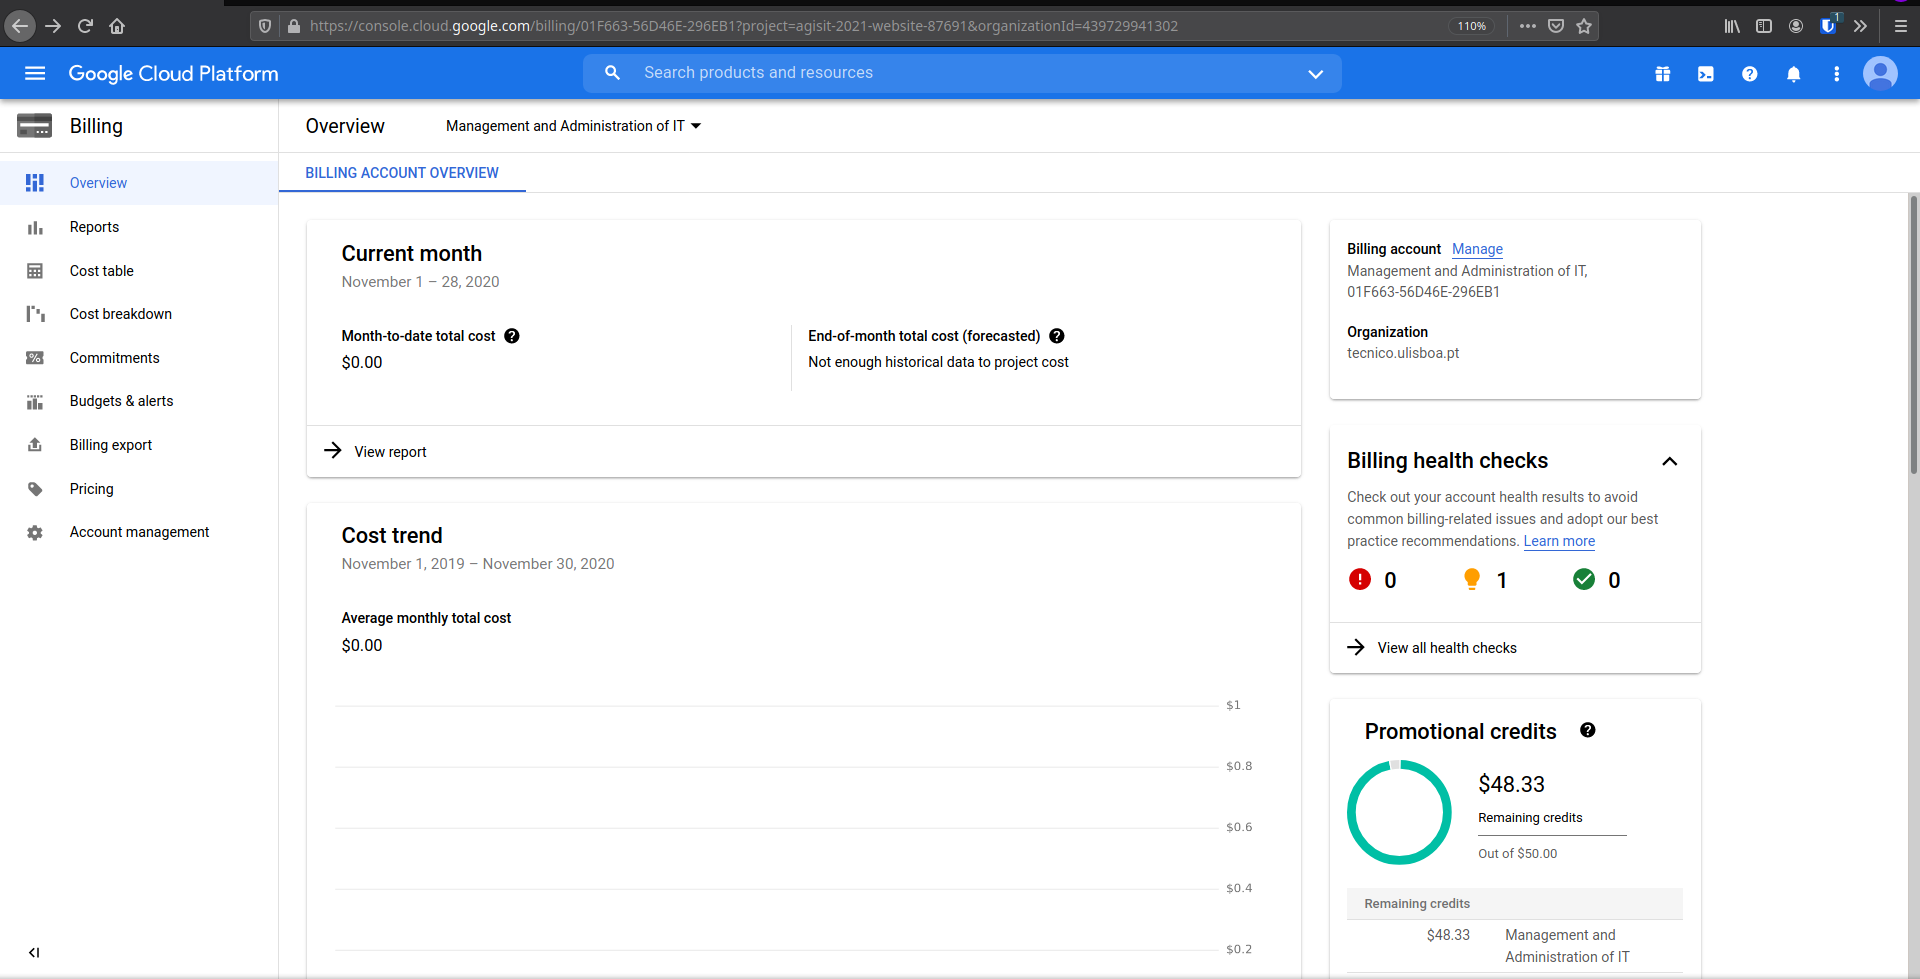 https://console.cloud.google.com/billing/01F663-56D46E-296EB1?project=agisit-2021-website-87691&organizationId=439729941302
110%
1
Google Cloud Platform
Search products and resources
Billing
Overview
Management and Administration of IT
Overview
Reports
Cost table
Cost breakdown
Commitments
Budgets & alerts
Billing export
Pricing
Account management
BILLING ACCOUNT OVERVIEW
Current month
November 1 – 28, 2020
Month-to-date total cost
$0.00
End-of-month total cost (forecasted)
Not enough historical data to project cost
View report
Cost trend
November 1, 2019 – November 30, 2020
Average monthly total cost
$0.00
$1
$0.8
$0.6
$0.4
$0.2
Billing account Manage
Management and Administration of IT,
01F663-56D46E-296EB1
Organization
tecnico.ulisboa.pt
Billing health checks
Check out your account health results to avoid
common billing-related issues and adopt our best
practice recommendations. Learn more
0 1 0
View all health checks
Promotional credits
$48.33
Remaining credits
Out of $50.00
Remaining credits
$48.33 Management and
Administration of IT